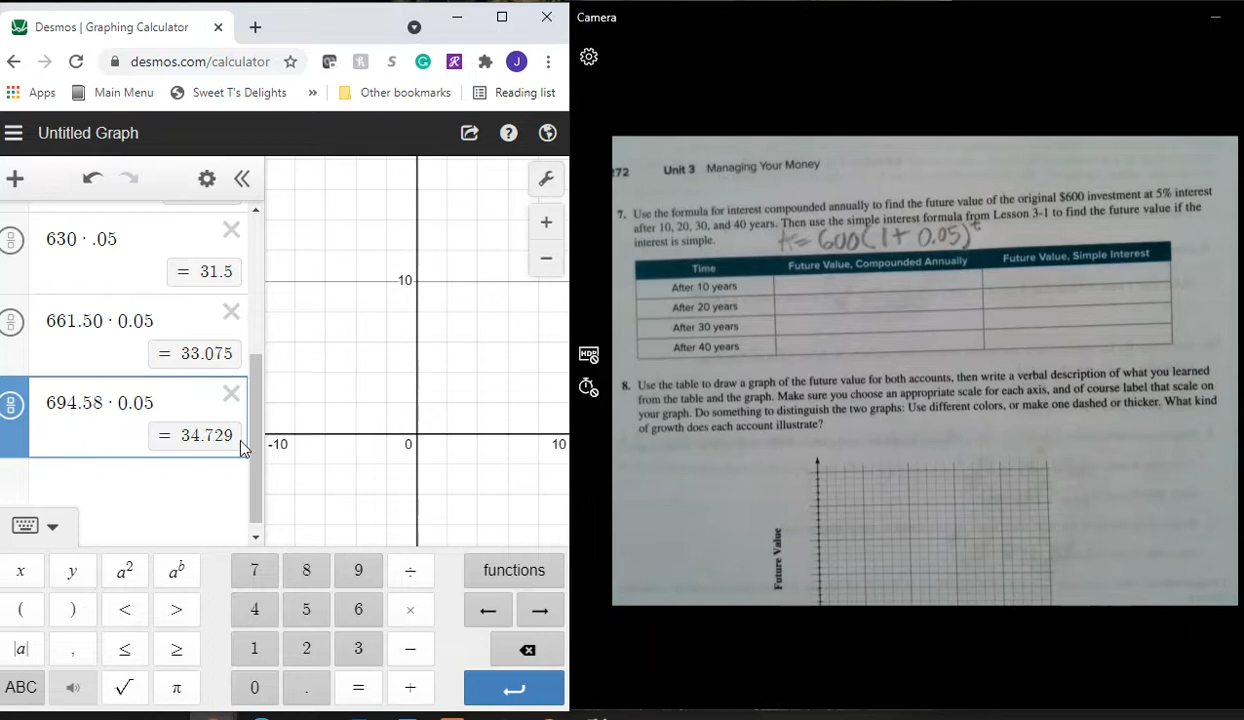 Desmos | Graphing Calculator
desmos.com/calculator
J
Apps
Main Menu
Sweet T's Delights
»
Other bookmarks
Reading list
Untitled Graph
630 · .05
= 31.5
661.50 · 0.05
= 33.075
694.58 · 0.05
= 34.729
10
-10
0
10
x y a² aᵇ 7 8 9 ÷ functions
( ) < > 4 5 6 × ← →
|a| , ≤ ≥ 1 2 3 −
ABC √ π 0 . = +
Camera
HDR
272 Unit 3 Managing Your Money
7. Use the formula for interest compounded annually to find the future value of the original $600 investment at 5% interest
after 10, 20, 30, and 40 years. Then use the simple interest formula from Lesson 3-1 to find the future value if the
interest is simple.
A = 600(1 + 0.05)^t
Time Future Value, Compounded Annually Future Value, Simple Interest
After 10 years
After 20 years
After 30 years
After 40 years
8. Use the table to draw a graph of the future value for both accounts, then write a verbal description of what you learned
from the table and the graph. Make sure you choose an appropriate scale for each axis, and of course label that scale on
your graph. Do something to distinguish the two graphs: Use different colors, or make one dashed or thicker. What kind
of growth does each account illustrate?
Future Value